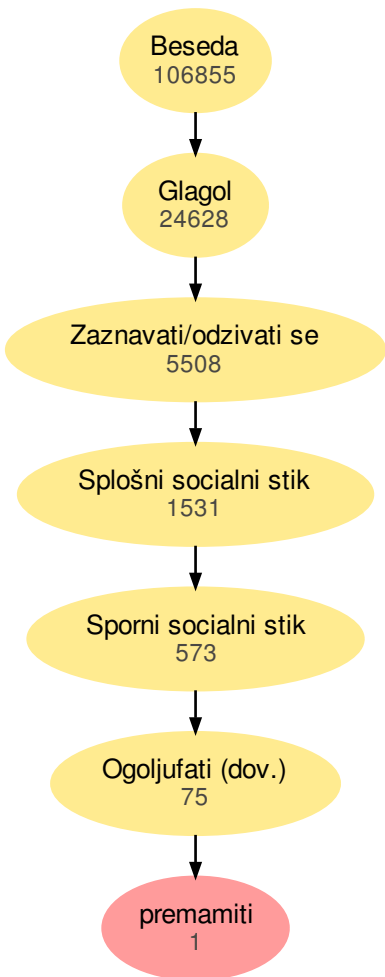 Beseda
106855
Glagol
24628
Zaznavati/odzivati se
5508
Splošni socialni stik
1531
Sporni socialni stik
573
Ogoljufati (dov.)
75
premamiti
1